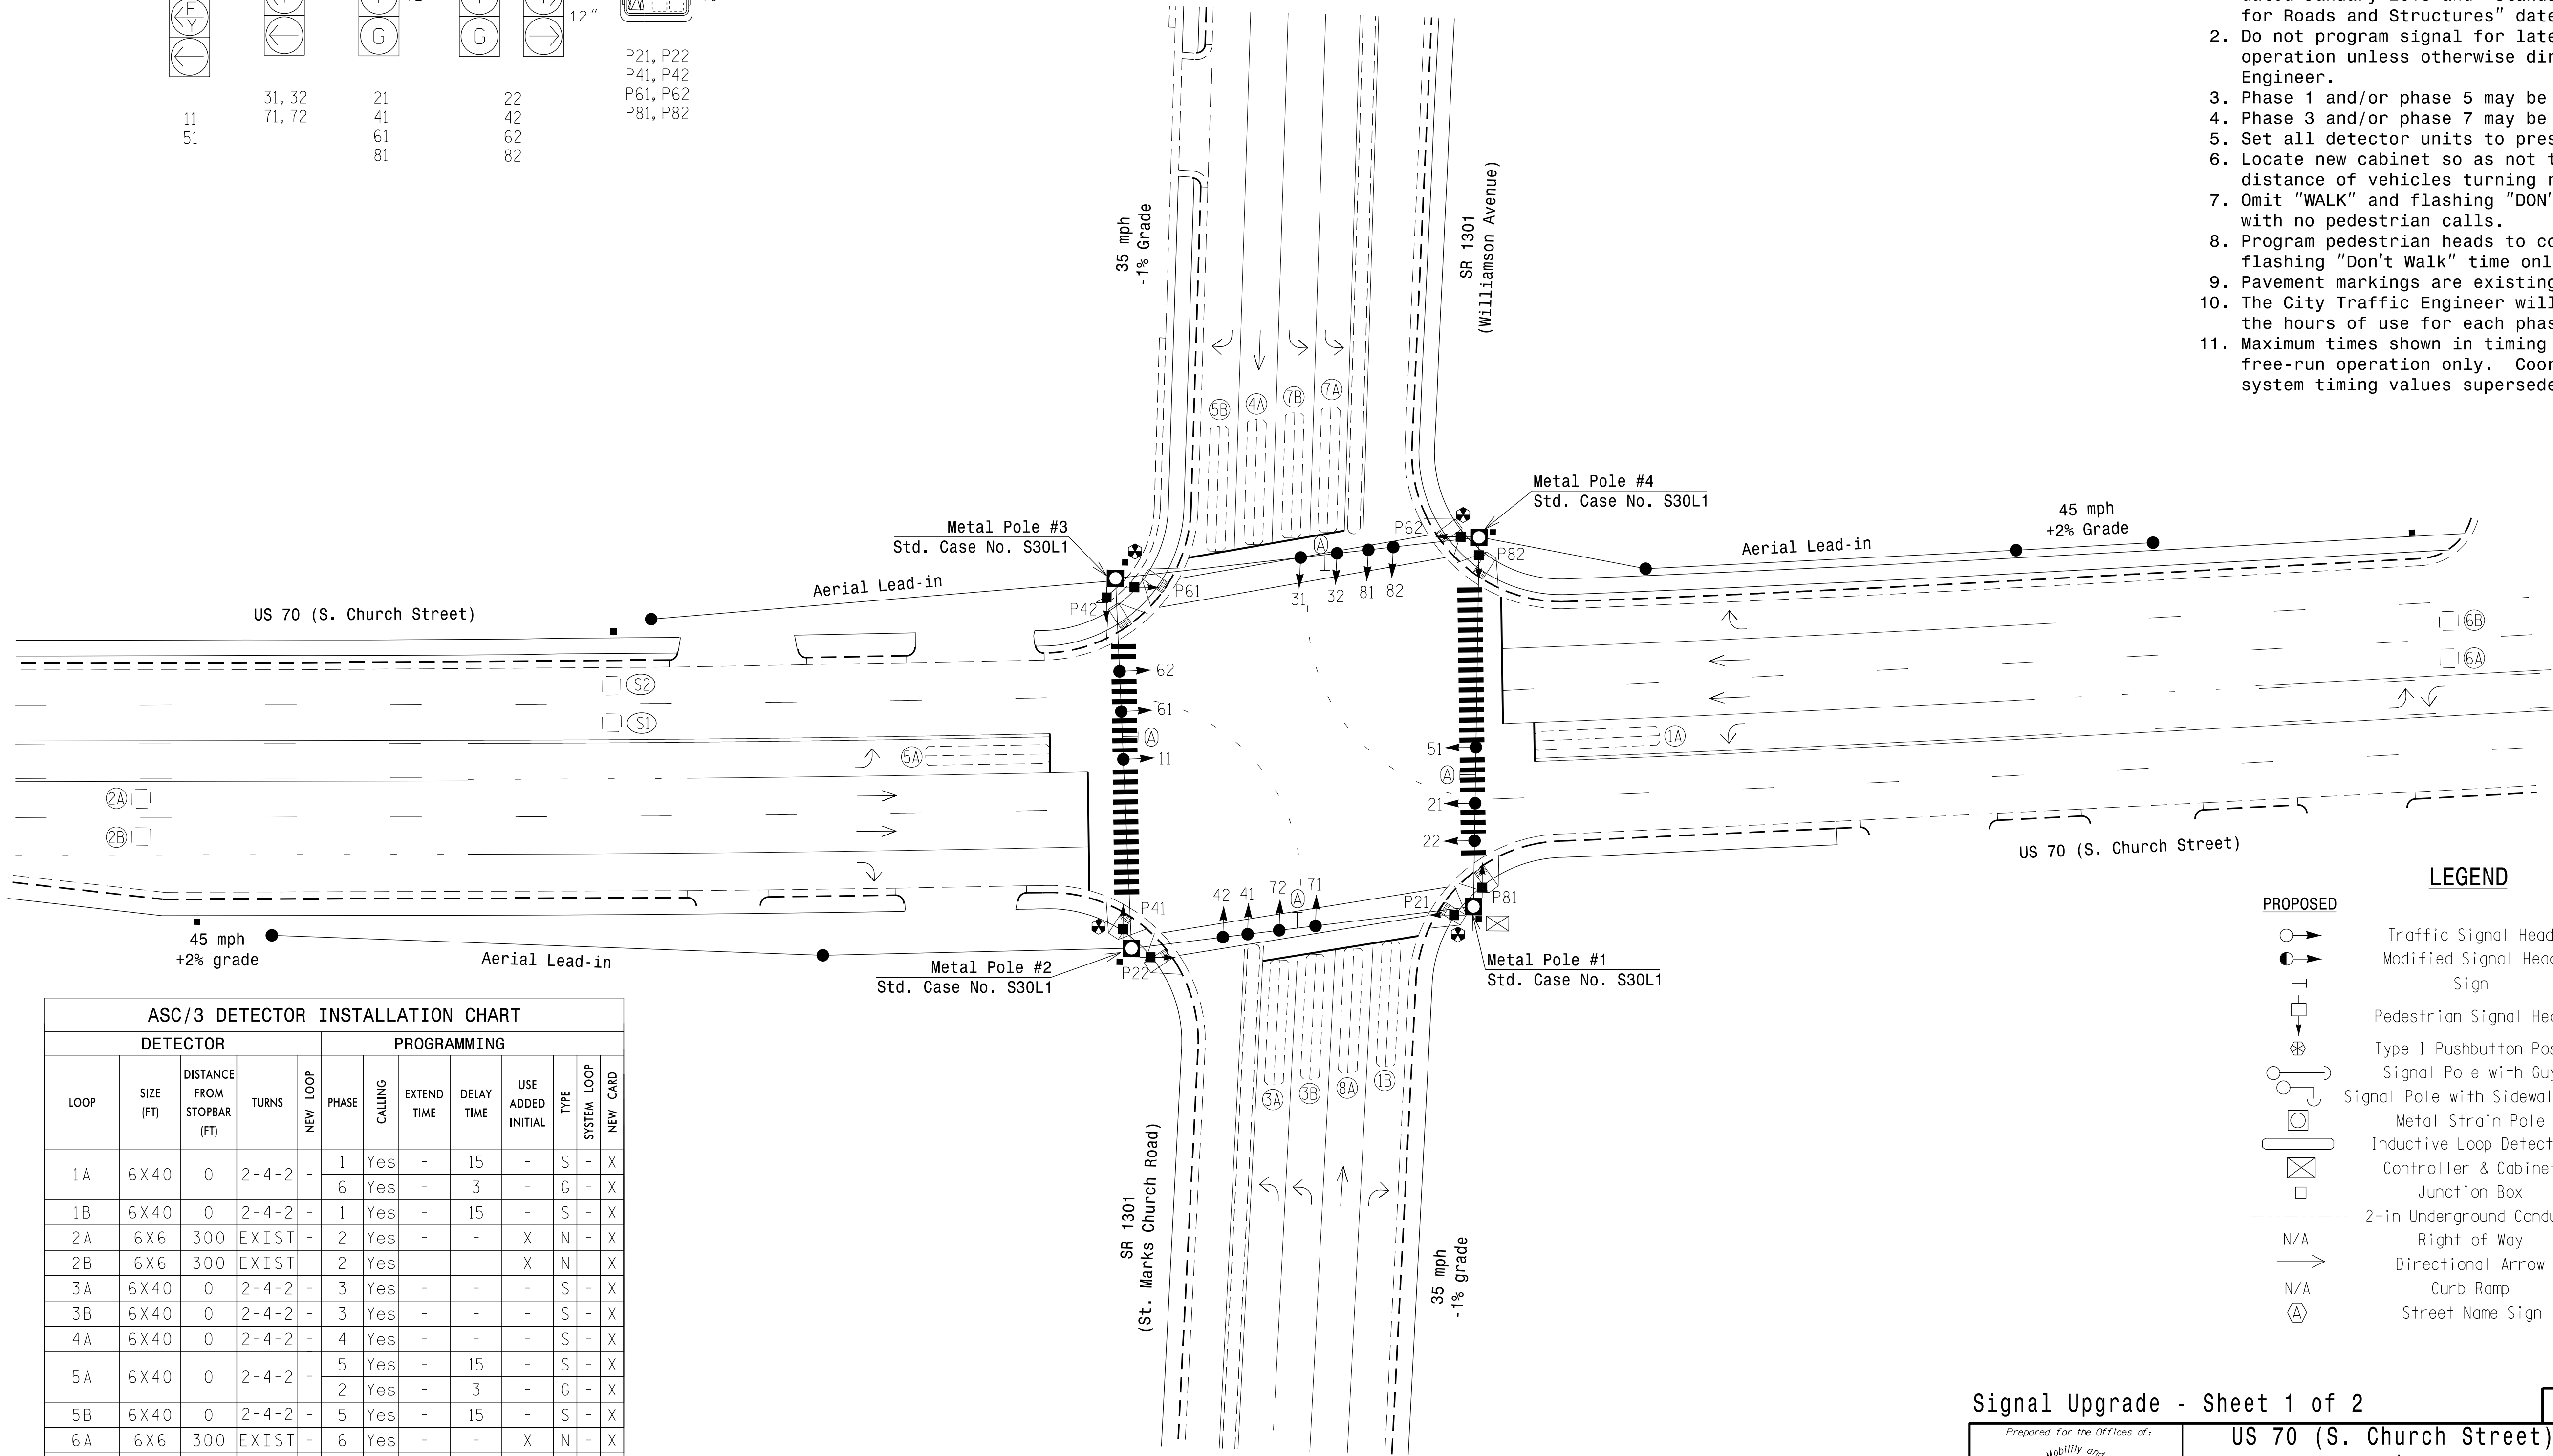 F
Y
G
G
12"
11
51
31, 32
71, 72
21
41
61
81
22
42
62
82
P21, P22
P41, P42
P61, P62
P81, P82
for Roads and Structures" date
2. Do not program signal for late
operation unless otherwise dir
Engineer.
3. Phase 1 and/or phase 5 may be
4. Phase 3 and/or phase 7 may be
5. Set all detector units to pres
6. Locate new cabinet so as not t
distance of vehicles turning r
7. Omit "WALK" and flashing "DON'
with no pedestrian calls.
8. Program pedestrian heads to co
flashing "Don't Walk" time onl
9. Pavement markings are existing
10. The City Traffic Engineer will
the hours of use for each phas
11. Maximum times shown in timing
free-run operation only. Coor
system timing values supersede
35 mph
-1% Grade
SR 1301
(Williamson Avenue)
5B
4A
7B
7A
Metal Pole #3
Std. Case No. S30L1
Metal Pole #4
Std. Case No. S30L1
45 mph
+2% Grade
Aerial Lead-in
Aerial Lead-in
US 70 (S. Church Street)
P42
P61
P62
P82
A
31
32
81
82
6B
6A
S2
S1
62
61
A
11
5A
51
A
21
22
1A
2A
2B
US 70 (S. Church Street)
P41
42
41
72
A
71
P21
P81
45 mph
+2% grade
Aerial Lead-in
Metal Pole #2
Std. Case No. S30L1
P22
Metal Pole #1
Std. Case No. S30L1
3A
3B
8A
1B
SR 1301
(St. Marks Church Road)
35 mph
-1% grade
LEGEND
PROPOSED
Traffic Signal Head
Modified Signal Head
Sign
Pedestrian Signal He
Type I Pushbutton Pos
Signal Pole with Guy
Signal Pole with Sidewal
Metal Strain Pole
Inductive Loop Detect
Controller & Cabine
Junction Box
2-in Underground Condu
N/A Right of Way
Directional Arrow
N/A Curb Ramp
A Street Name Sign
ASC/3 DETECTOR INSTALLATION CHART
DETECTOR PROGRAMMING
LOOP SIZE (FT) DISTANCE FROM STOPBAR (FT) TURNS NEW LOOP PHASE CALLING EXTEND TIME DELAY TIME USE ADDED INITIAL TYPE SYSTEM LOOP NEW CARD
1A 6X40 0 2-4-2 - 1 Yes - 15 - S - X
6 Yes - 3 - G - X
1B 6X40 0 2-4-2 - 1 Yes - 15 - S - X
2A 6X6 300 EXIST - 2 Yes - - X N - X
2B 6X6 300 EXIST - 2 Yes - - X N - X
3A 6X40 0 2-4-2 - 3 Yes - - - S - X
3B 6X40 0 2-4-2 - 3 Yes - - - S - X
4A 6X40 0 2-4-2 - 4 Yes - - - S - X
5A 6X40 0 2-4-2 - 5 Yes - 15 - S - X
2 Yes - 3 - G - X
5B 6X40 0 2-4-2 - 5 Yes - 15 - S - X
6A 6X6 300 EXIST - 6 Yes - - X N - X
Signal Upgrade - Sheet 1 of 2
Prepared for the Offices of:
Mobility and
US 70 (S. Church Street)